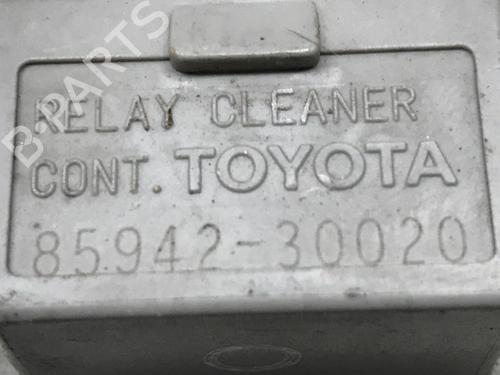 B-PARTS
RELAY CLEANER
CONT. TOYOTA
85942-30020